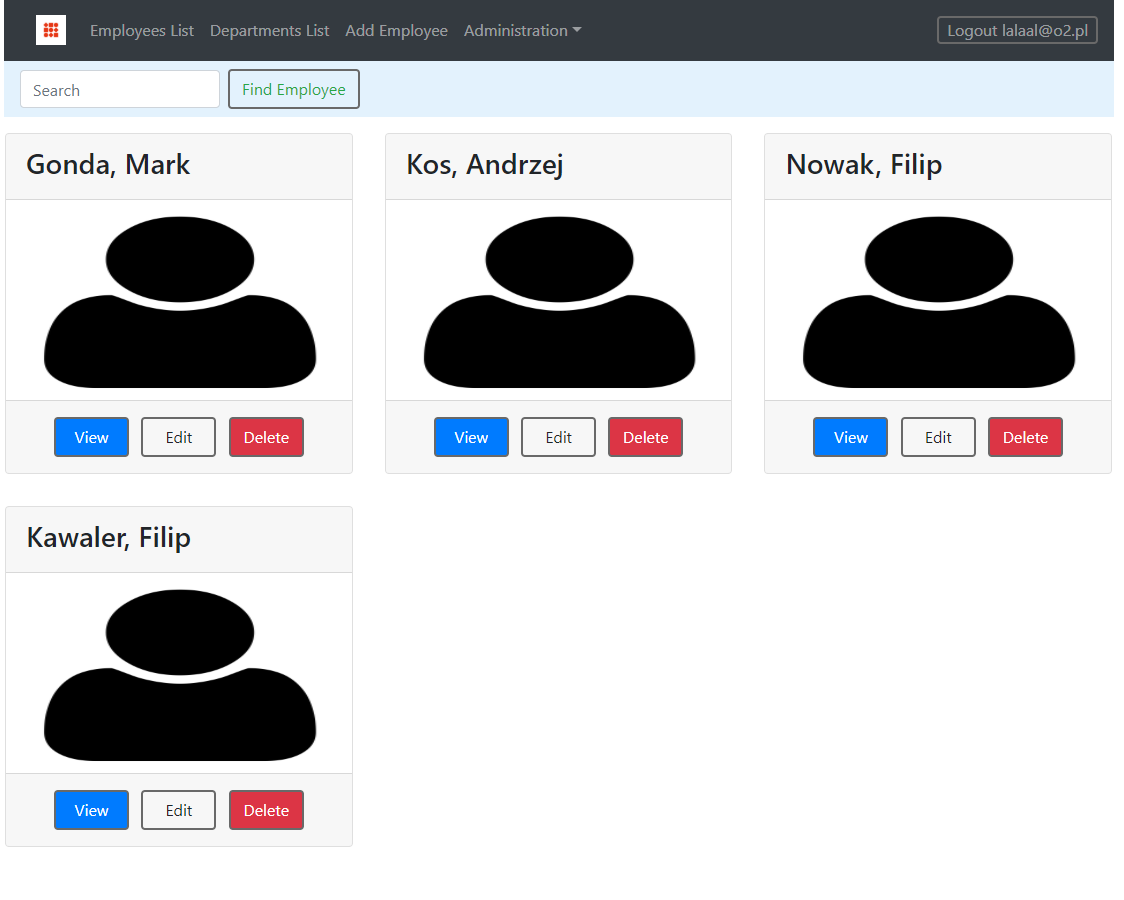 Employees List Departments List Add Employee Administration Logout lalaal@o2.pl
Search Find Employee
Gonda, Mark
View Edit Delete
Kos, Andrzej
View Edit Delete
Nowak, Filip
View Edit Delete
Kawaler, Filip
View Edit Delete